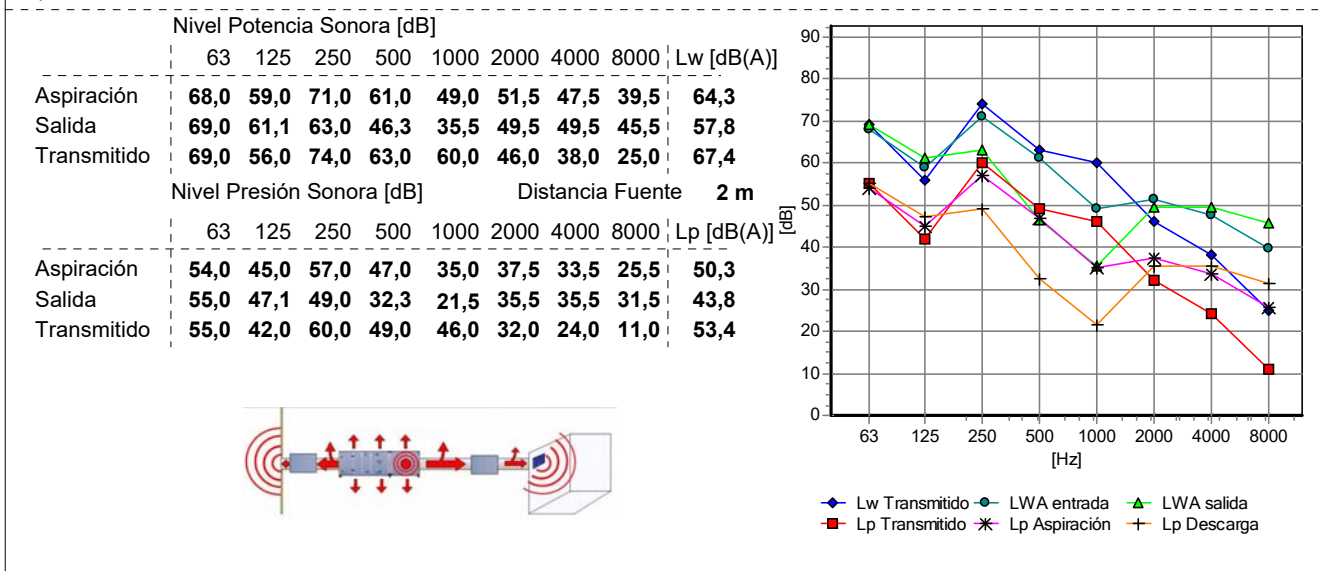 Nivel Potencia Sonora [dB]
63 125 250 500 1000 2000 4000 8000 Lw [dB(A)]
Aspiración 68,0 59,0 71,0 61,0 49,0 51,5 47,5 39,5 64,3
Salida 69,0 61,1 63,0 46,3 35,5 49,5 49,5 45,5 57,8
Transmitido 69,0 56,0 74,0 63,0 60,0 46,0 38,0 25,0 67,4
Nivel Presión Sonora [dB] Distancia Fuente 2 m
63 125 250 500 1000 2000 4000 8000 Lp [dB(A)]
Aspiración 54,0 45,0 57,0 47,0 35,0 37,5 33,5 25,5 50,3
Salida 55,0 47,1 49,0 32,3 21,5 35,5 35,5 31,5 43,8
Transmitido 55,0 42,0 60,0 49,0 46,0 32,0 24,0 11,0 53,4
90
80
70
60
50
40
30
20
10
0
[dB]
63 125 250 500 1000 2000 4000 8000
[Hz]
Lw Transmitido LWA entrada LWA salida
Lp Transmitido Lp Aspiración Lp Descarga